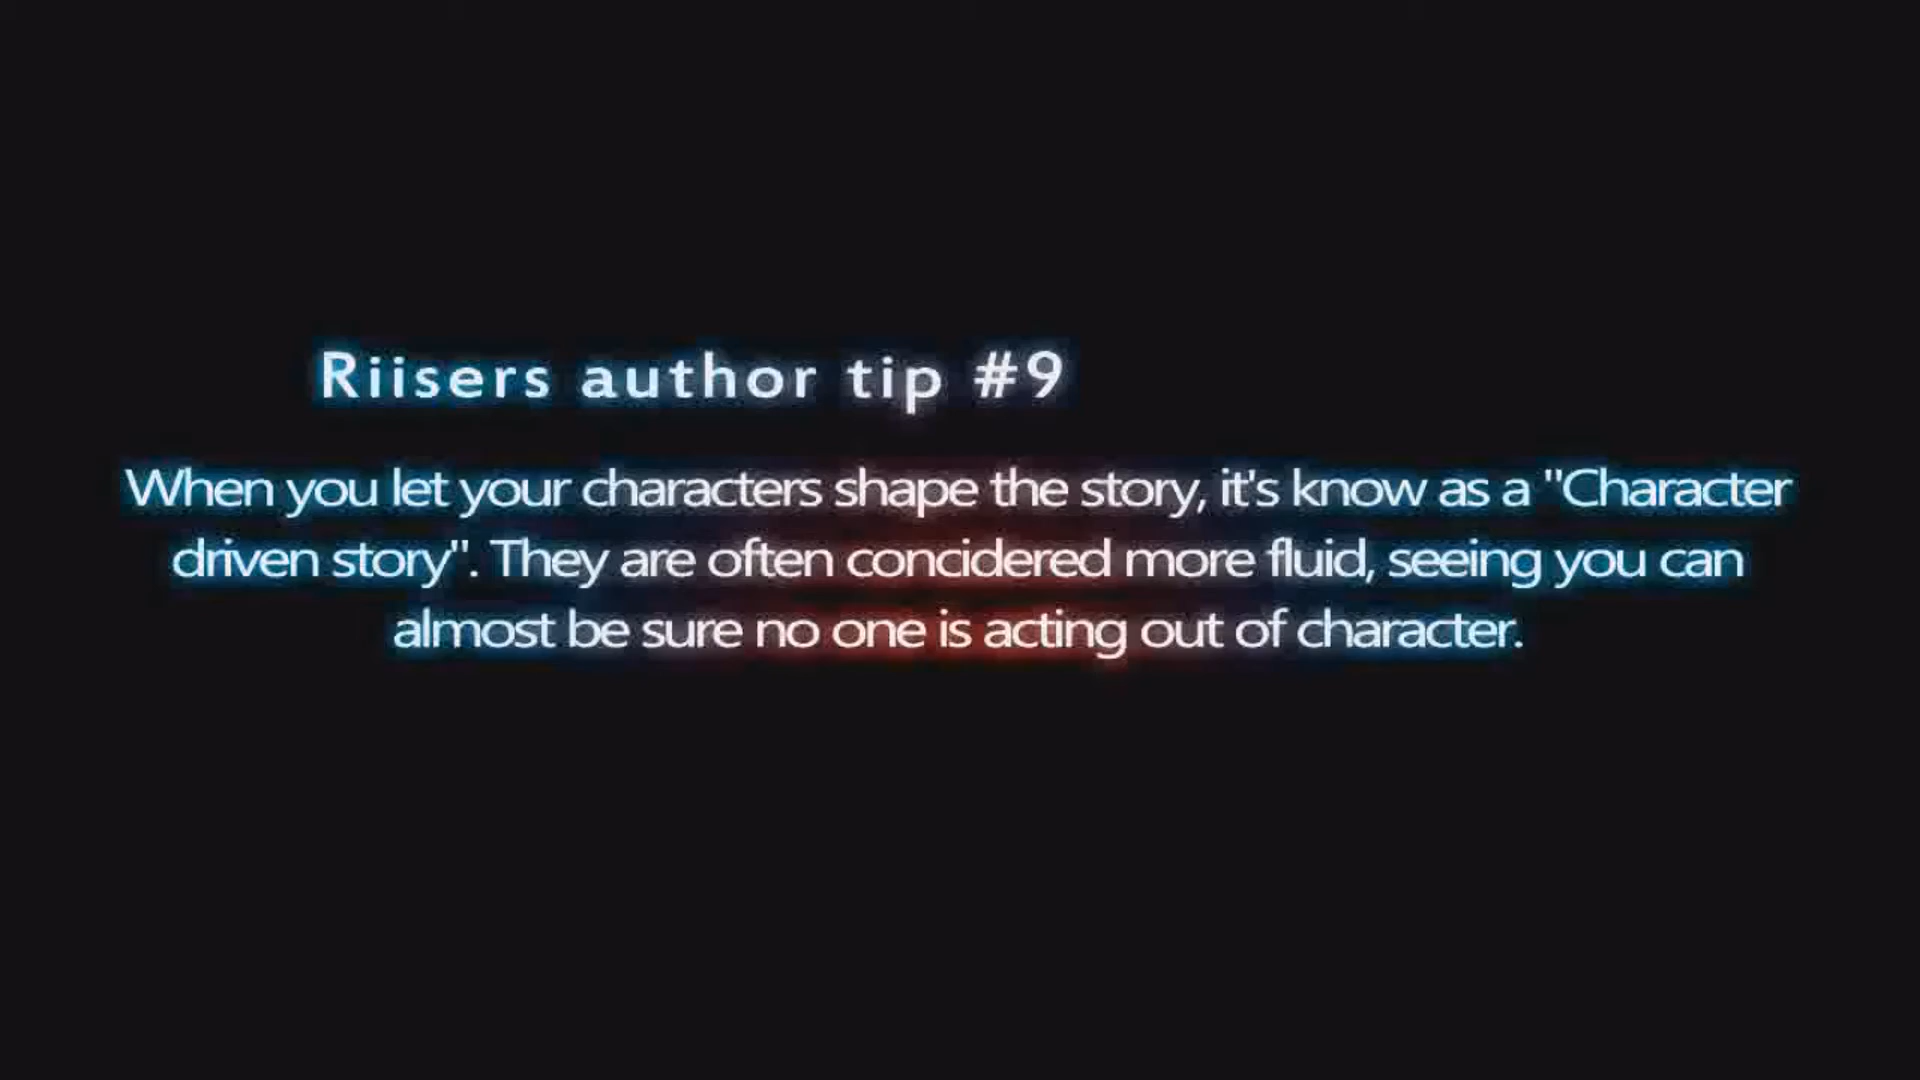 Riisers author tip #9
When you let your characters shape the story, it's know as a "Character
driven story". They are often concidered more fluid, seeing you can
almost be sure no one is acting out of character.